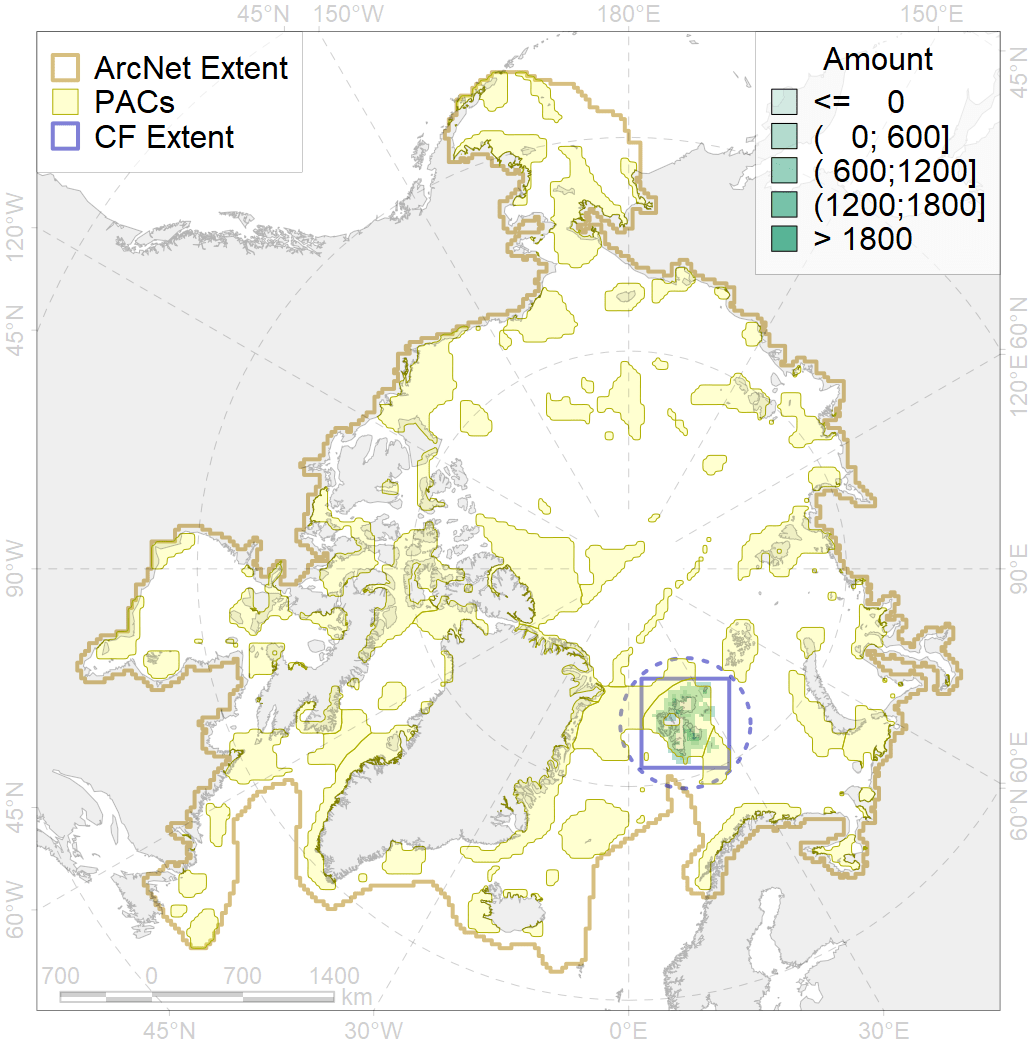 45°N 150°W 180°E 150°E
ArcNet Extent
PACs
CF Extent
Amount
<= 0
( 0; 600]
( 600;1200]
(1200;1800]
> 1800
45°N
120°W
45°N
90°W
45°N
60°W
60°N
120°E
90°E
60°E
60°N
700 0 700 1400
km
45°N 30°W 0°E 30°E